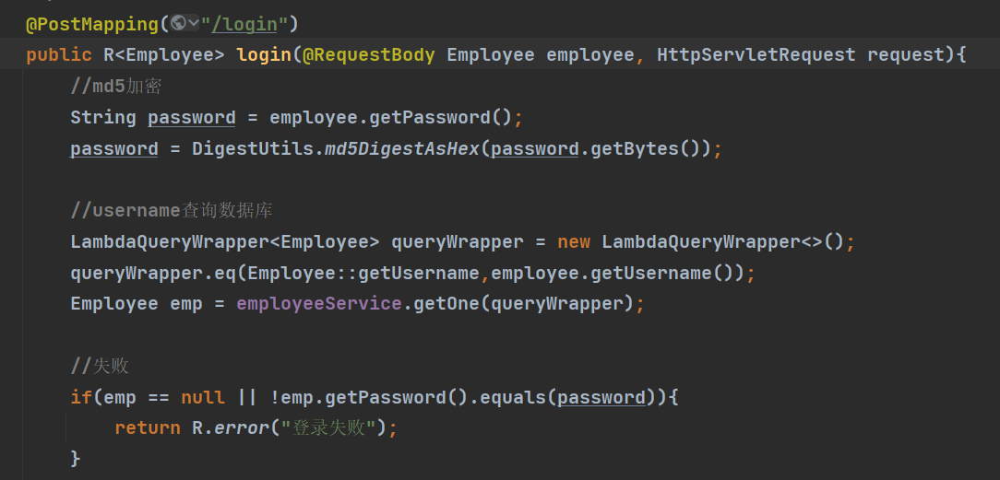 @PostMapping("/login")
public R<Employee> login(@RequestBody Employee employee, HttpServletRequest request){
//md5加密
String password = employee.getPassword();
password = DigestUtils.md5DigestAsHex(password.getBytes());
//username查询数据库
LambdaQueryWrapper<Employee> queryWrapper = new LambdaQueryWrapper<>();
queryWrapper.eq(Employee::getUsername,employee.getUsername());
Employee emp = employeeService.getOne(queryWrapper);
//失败
if(emp == null || !emp.getPassword().equals(password)){
return R.error("登录失败");
}